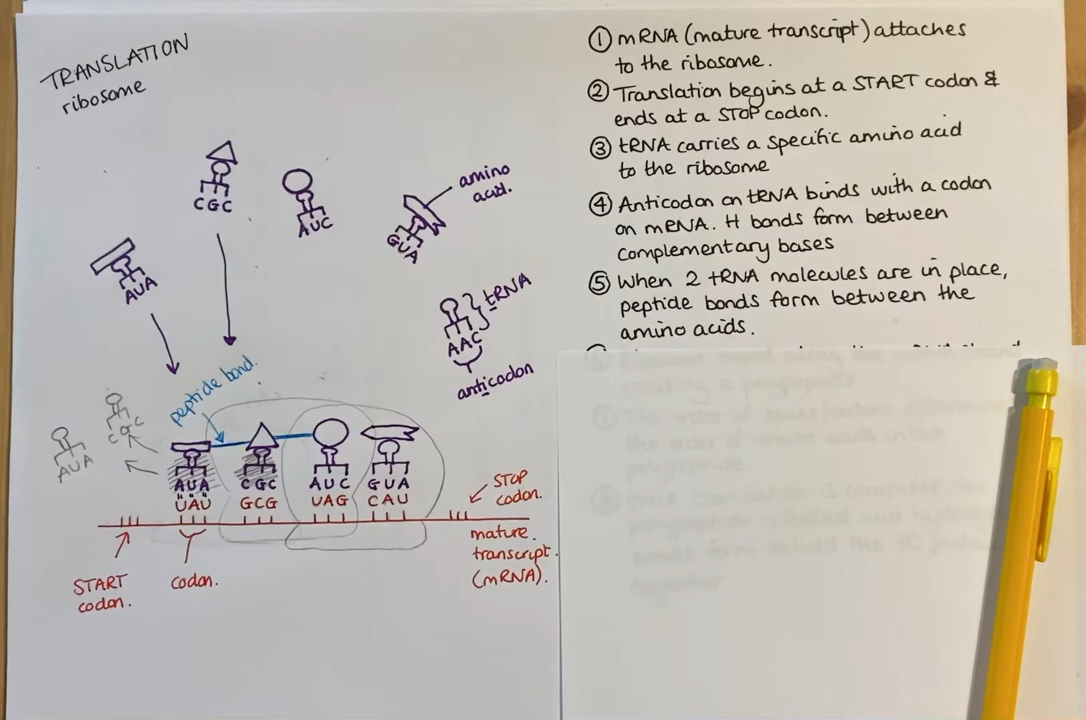 TRANSLATION
ribosome
CGC
AUC
amino
acid.
GUA
AUA
tRNA
AAC
anticodon
peptide bond.
CGC
AUA
AUA
CGC
AUC
GUA
UAU
GCG
UAG
CAU
STOP
codon.
START
codon.
codon.
mature
transcript.
(mRNA).
① mRNA (mature transcript) attaches
to the ribosome.
② Translation begins at a START codon &
ends at a STOP codon.
③ tRNA carries a specific amino acid
to the ribosome
④ Anticodon on tRNA binds with a codon
on mRNA. H bonds form between
complementary bases
⑤ When 2 tRNA molecules are in place,
peptide bonds form between the
amino acids.